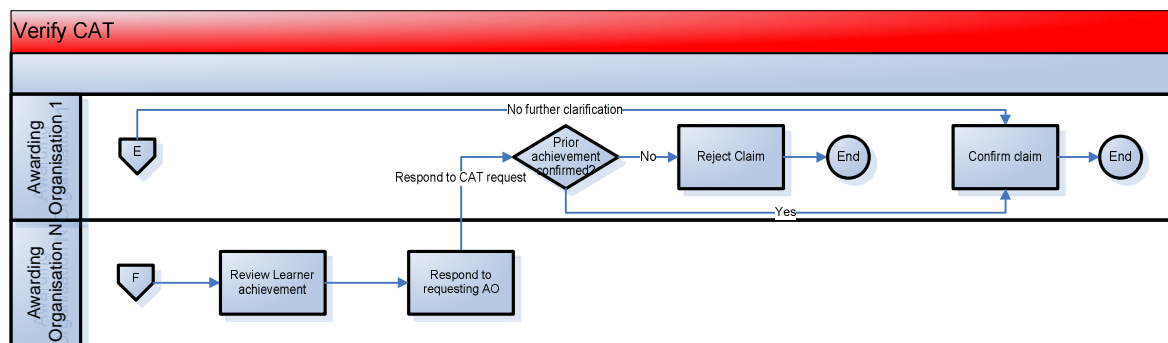 Verify CAT
Awarding
Organisation 1
No further clarification
E
Prior
achievement
confirmed?
No
Reject Claim
End
Confirm claim
End
Respond to CAT request
Yes
Awarding
Organisation N
F
Review Learner
achievement
Respond to
requesting AO